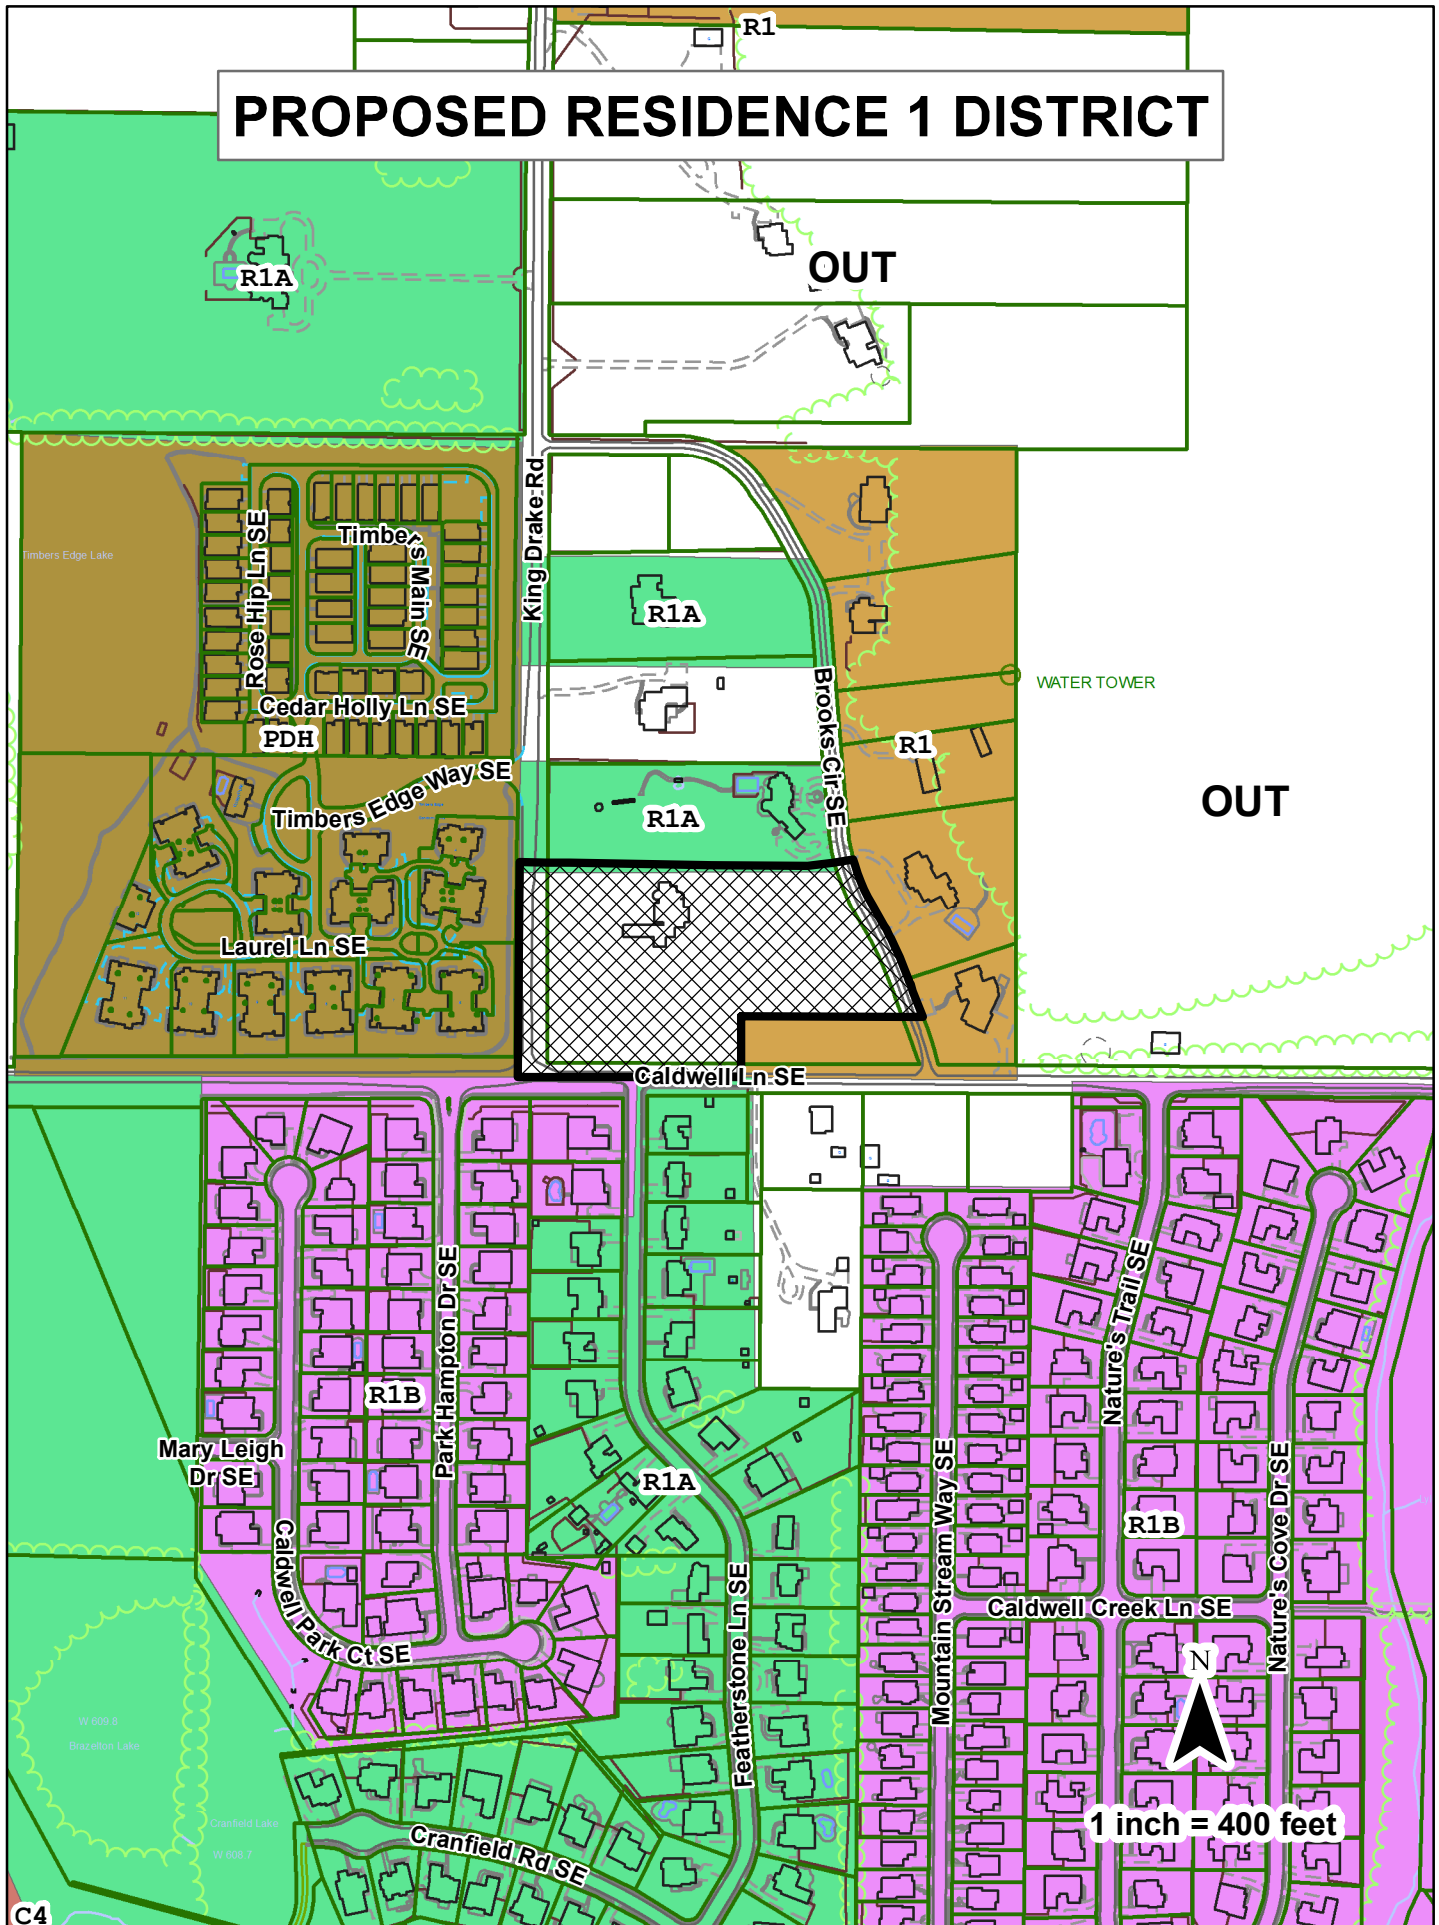 R1
PROPOSED RESIDENCE 1 DISTRICT
OUT
R1A
King Drake Rd
Timbers Edge Lake
Rose Hip Ln SE
Timbers Main SE
R1A
Brooks Cir SE
WATER TOWER
Cedar Holly Ln SE
PDH
R1
Timbers Edge Way SE
R1A
OUT
Laurel Ln SE
Caldwell Ln SE
Park Hampton Dr SE
Nature's Trail SE
R1B
Mary Leigh
Dr SE
R1A
Mountain Stream Way SE
Nature's Cove Dr SE
R1B
Caldwell Park Ct SE
Featherstone Ln SE
Caldwell Creek Ln SE
N
W 609.6
Brazelton Lake
1 inch = 400 feet
Cranfield Lake
Cranfield Rd SE
W 608.7
C4